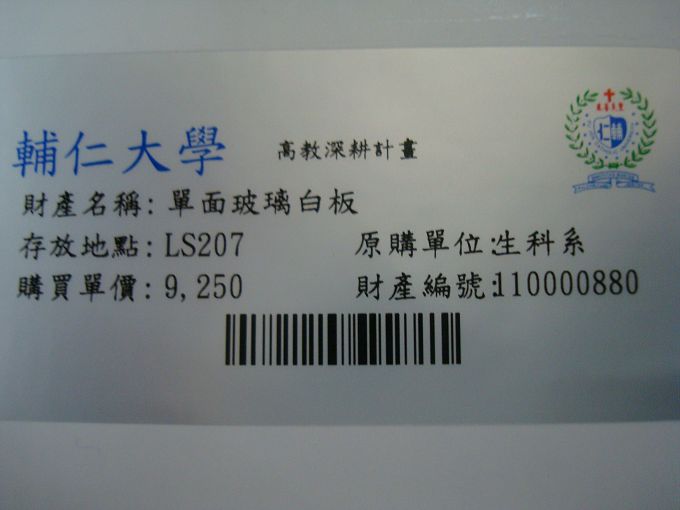 輔仁大學 高教深耕計畫
財產名稱: 單面玻璃白板
存放地點: LS207 原購單位:生科系
購買單價: 9,250 財產編號:110000880